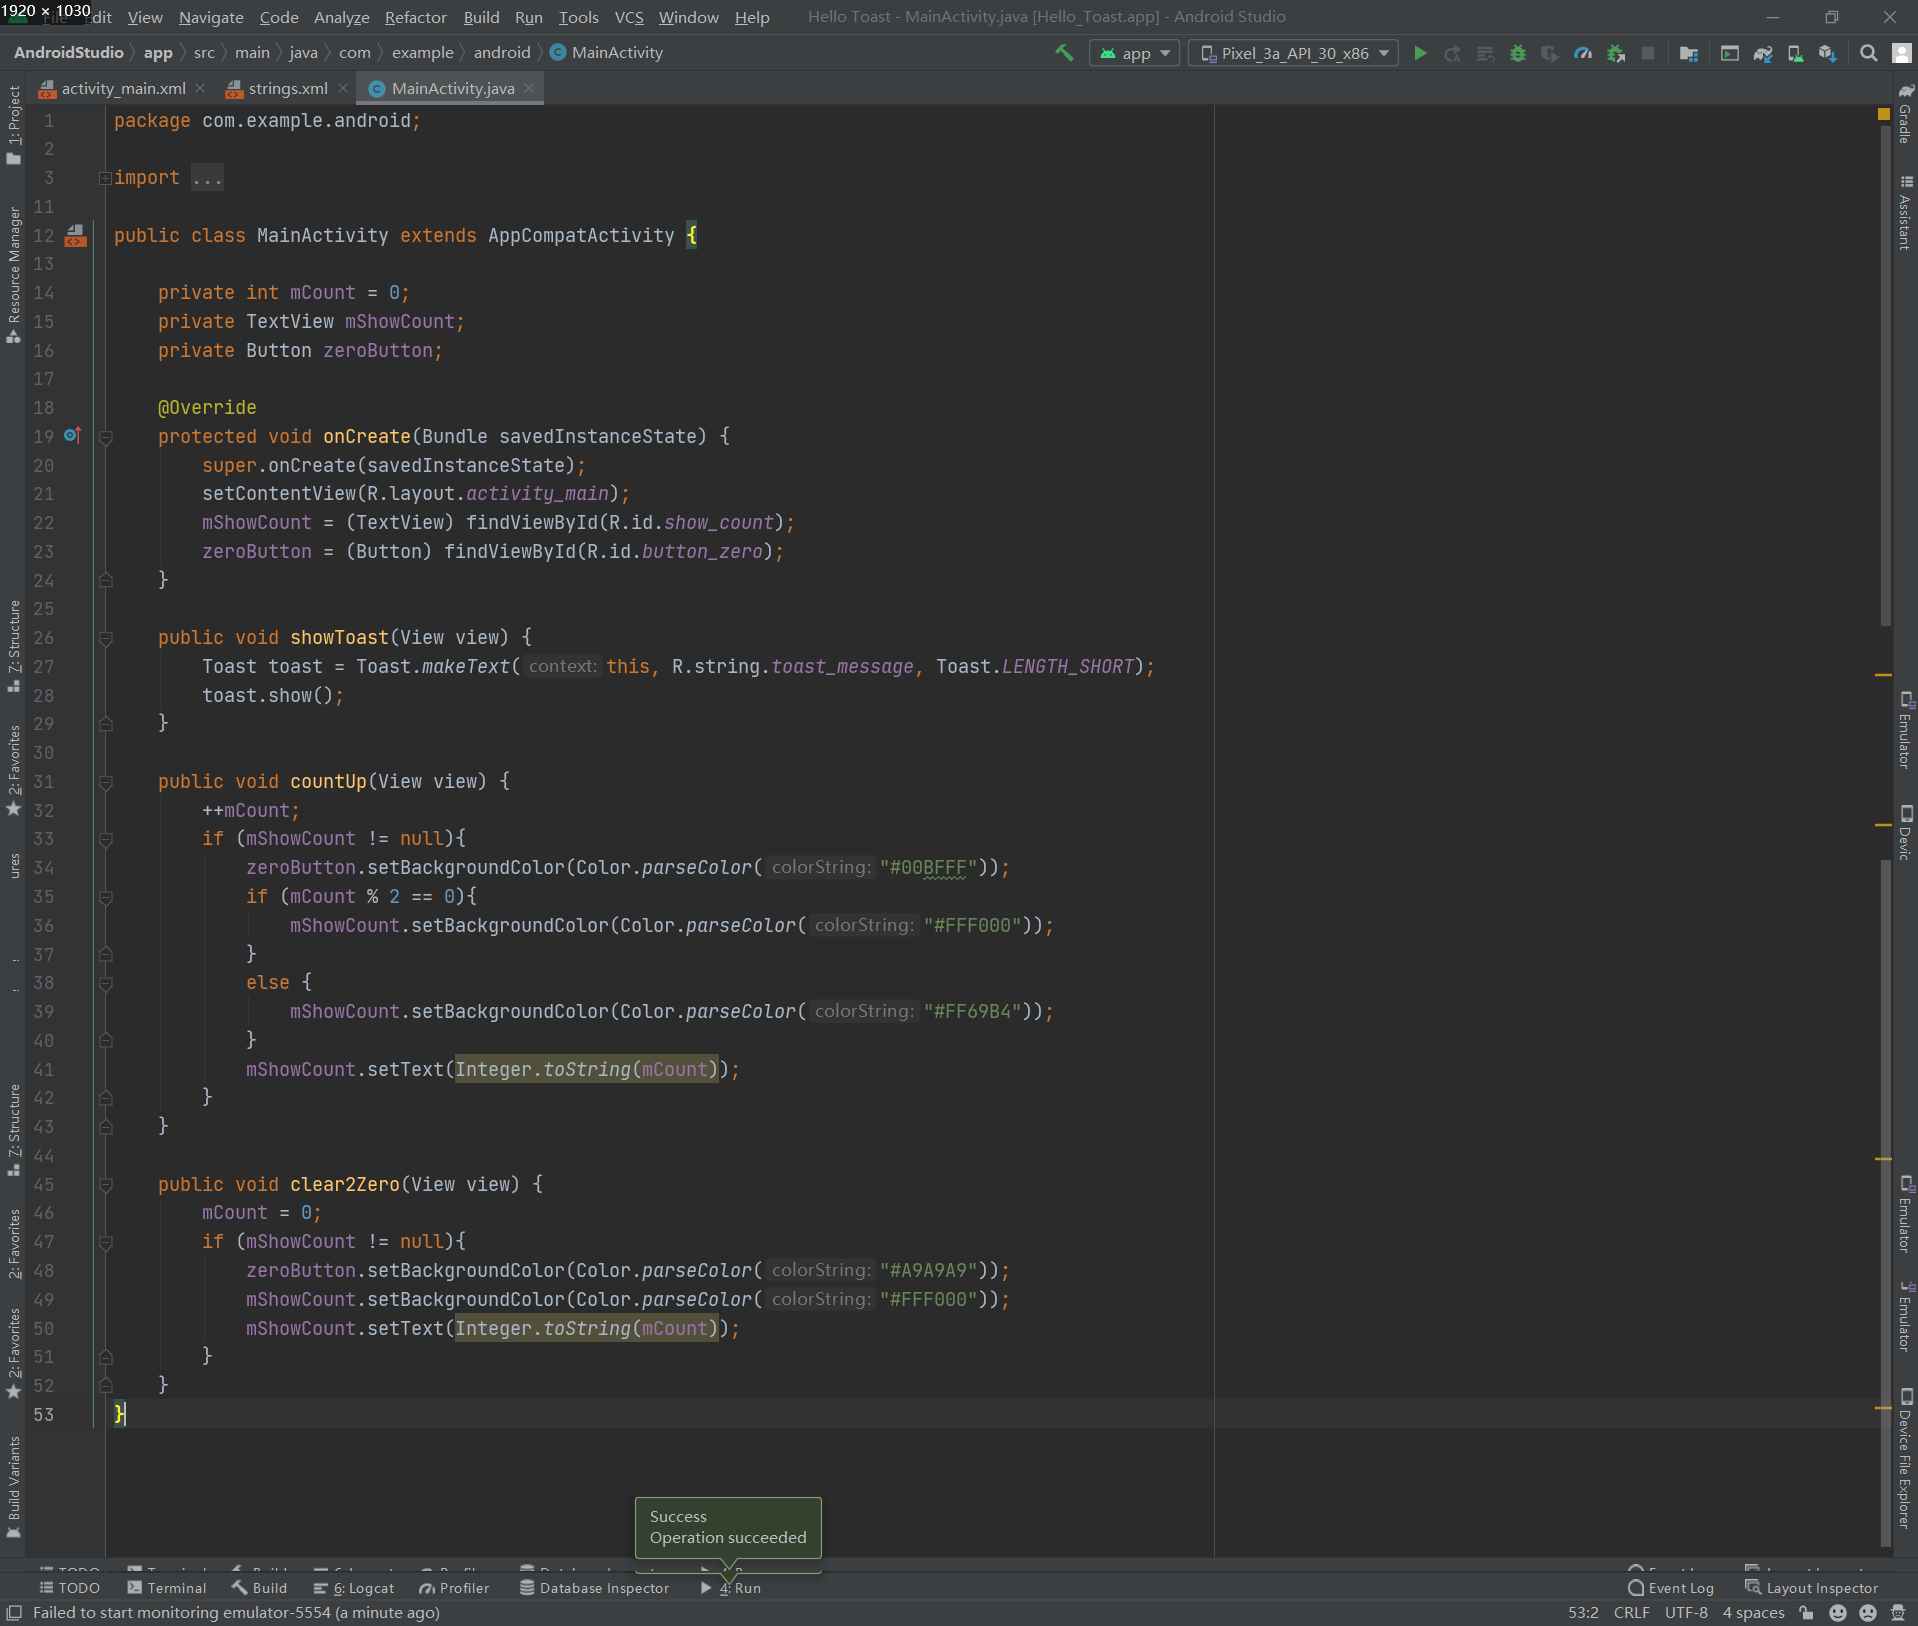 1920 × 1030
Edit View Navigate Code Analyze Refactor Build Run Tools VCS Window Help Hello Toast - MainActivity.java [Hello_Toast.app] - Android Studio
AndroidStudio app src main java com example android MainActivity app Pixel_3a_API_30_x86
activity_main.xml strings.xml MainActivity.java
1 package com.example.android;
2
3 import ...
11
12 public class MainActivity extends AppCompatActivity {
13
14 private int mCount = 0;
15 private TextView mShowCount;
16 private Button zeroButton;
17
18 @Override
19 protected void onCreate(Bundle savedInstanceState) {
20 super.onCreate(savedInstanceState);
21 setContentView(R.layout.activity_main);
22 mShowCount = (TextView) findViewById(R.id.show_count);
23 zeroButton = (Button) findViewById(R.id.button_zero);
24 }
25
26 public void showToast(View view) {
27 Toast toast = Toast.makeText( context: this, R.string.toast_message, Toast.LENGTH_SHORT);
28 toast.show();
29 }
30
31 public void countUp(View view) {
32 ++mCount;
33 if (mShowCount != null){
34 zeroButton.setBackgroundColor(Color.parseColor( colorString: "#00BFFF"));
35 if (mCount % 2 == 0){
36 mShowCount.setBackgroundColor(Color.parseColor( colorString: "#FFF000"));
37 }
38 else {
39 mShowCount.setBackgroundColor(Color.parseColor( colorString: "#FF69B4"));
40 }
41 mShowCount.setText(Integer.toString(mCount));
42 }
43 }
44
45 public void clear2Zero(View view) {
46 mCount = 0;
47 if (mShowCount != null){
48 zeroButton.setBackgroundColor(Color.parseColor( colorString: "#A9A9A9"));
49 mShowCount.setBackgroundColor(Color.parseColor( colorString: "#FFF000"));
50 mShowCount.setText(Integer.toString(mCount));
51 }
52 }
53 }
1: Project
Resource Manager
7: Structure
2: Favorites
ures
7: Structure
2: Favorites
2: Favorites
Build Variants
Gradle
Assistant
Emulator
Devic
Emulator
Emulator
Device File Explorer
Success
Operation succeeded
TODO Terminal Build 6: Logcat Profiler Database Inspector 4: Run Event Log Layout Inspector
Failed to start monitoring emulator-5554 (a minute ago) 53:2 CRLF UTF-8 4 spaces